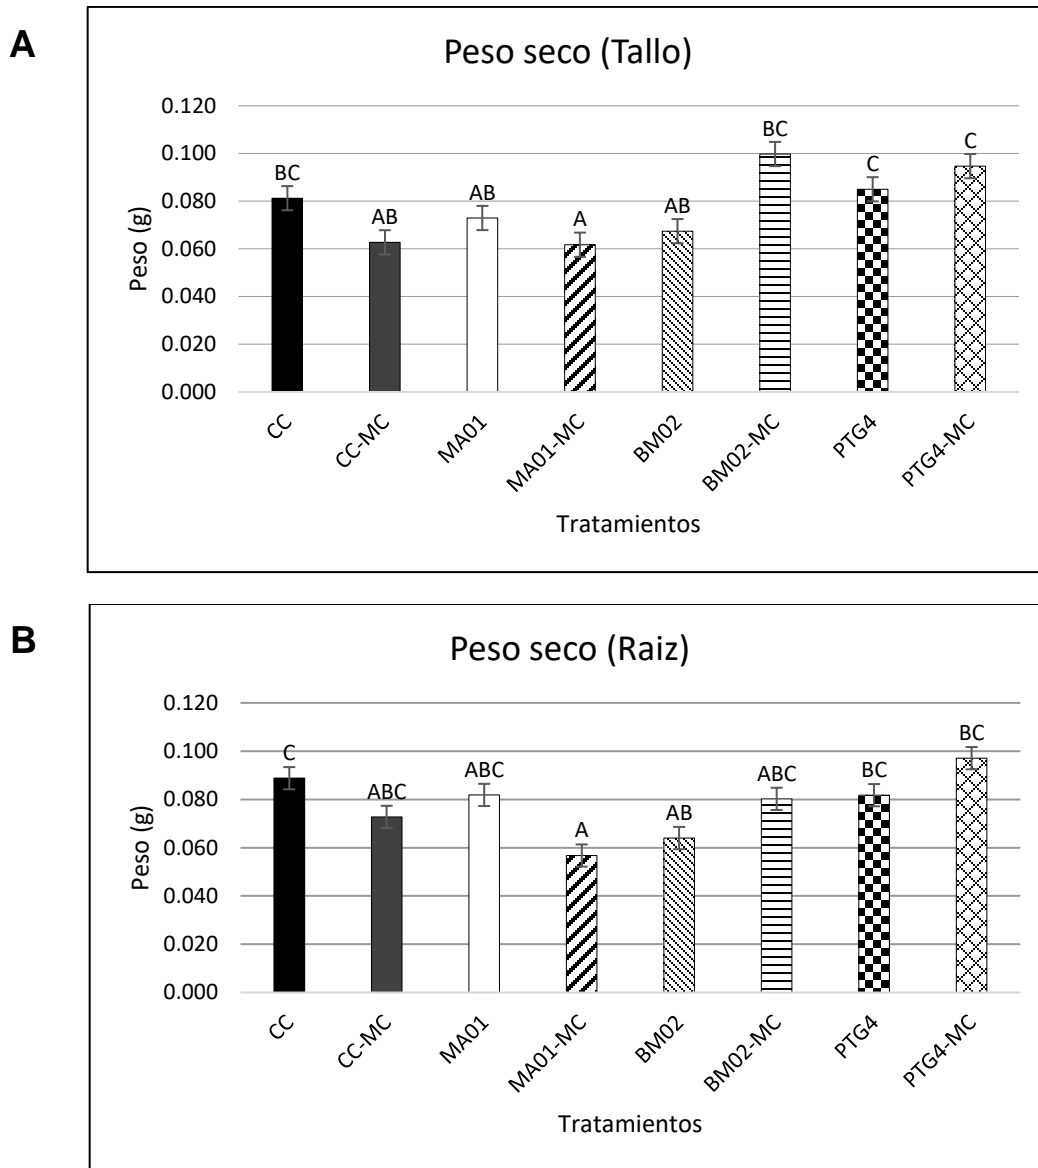 A
Peso seco (Tallo)
Peso (g)
0.120
0.100
0.080
0.060
0.040
0.020
0.000
BC
AB
AB
A
AB
BC
C
C
CC
CC-MC
MA01
MA01-MC
BM02
BM02-MC
PTG4
PTG4-MC
Tratamientos
B
Peso seco (Raiz)
Peso (g)
0.120
0.100
0.080
0.060
0.040
0.020
0.000
C
ABC
ABC
A
AB
ABC
BC
BC
CC
CC-MC
MA01
MA01-MC
BM02
BM02-MC
PTG4
PTG4-MC
Tratamientos